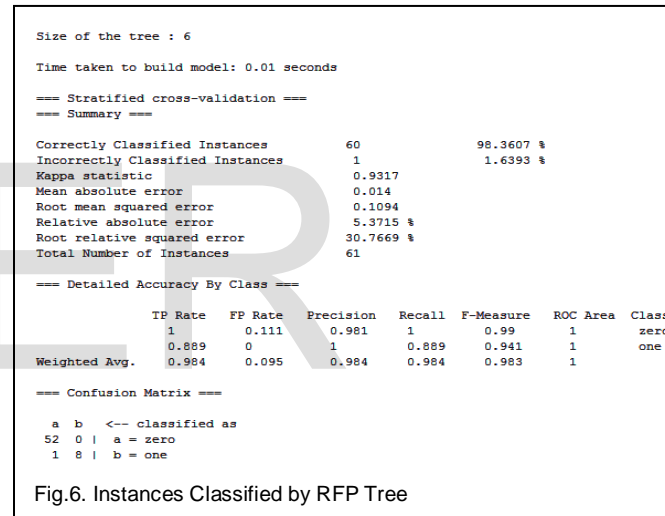 Size of the tree : 6
Time taken to build model: 0.01 seconds
=== Stratified cross-validation ===
=== Summary ===
Correctly Classified Instances 60 98.3607 %
Incorrectly Classified Instances 1 1.6393 %
Kappa statistic 0.9317
Mean absolute error 0.014
Root mean squared error 0.1094
Relative absolute error 5.3715 %
Root relative squared error 30.7669 %
Total Number of Instances 61
=== Detailed Accuracy By Class ===
TP Rate FP Rate Precision Recall F-Measure ROC Area Class
1 0.111 0.981 1 0.99 1 zero
0.889 0 1 0.889 0.941 1 one
Weighted Avg. 0.984 0.095 0.984 0.984 0.983 1
=== Confusion Matrix ===
a b <-- classified as
52 0 | a = zero
1 8 | b = one
Fig.6. Instances Classified by RFP Tree
ER